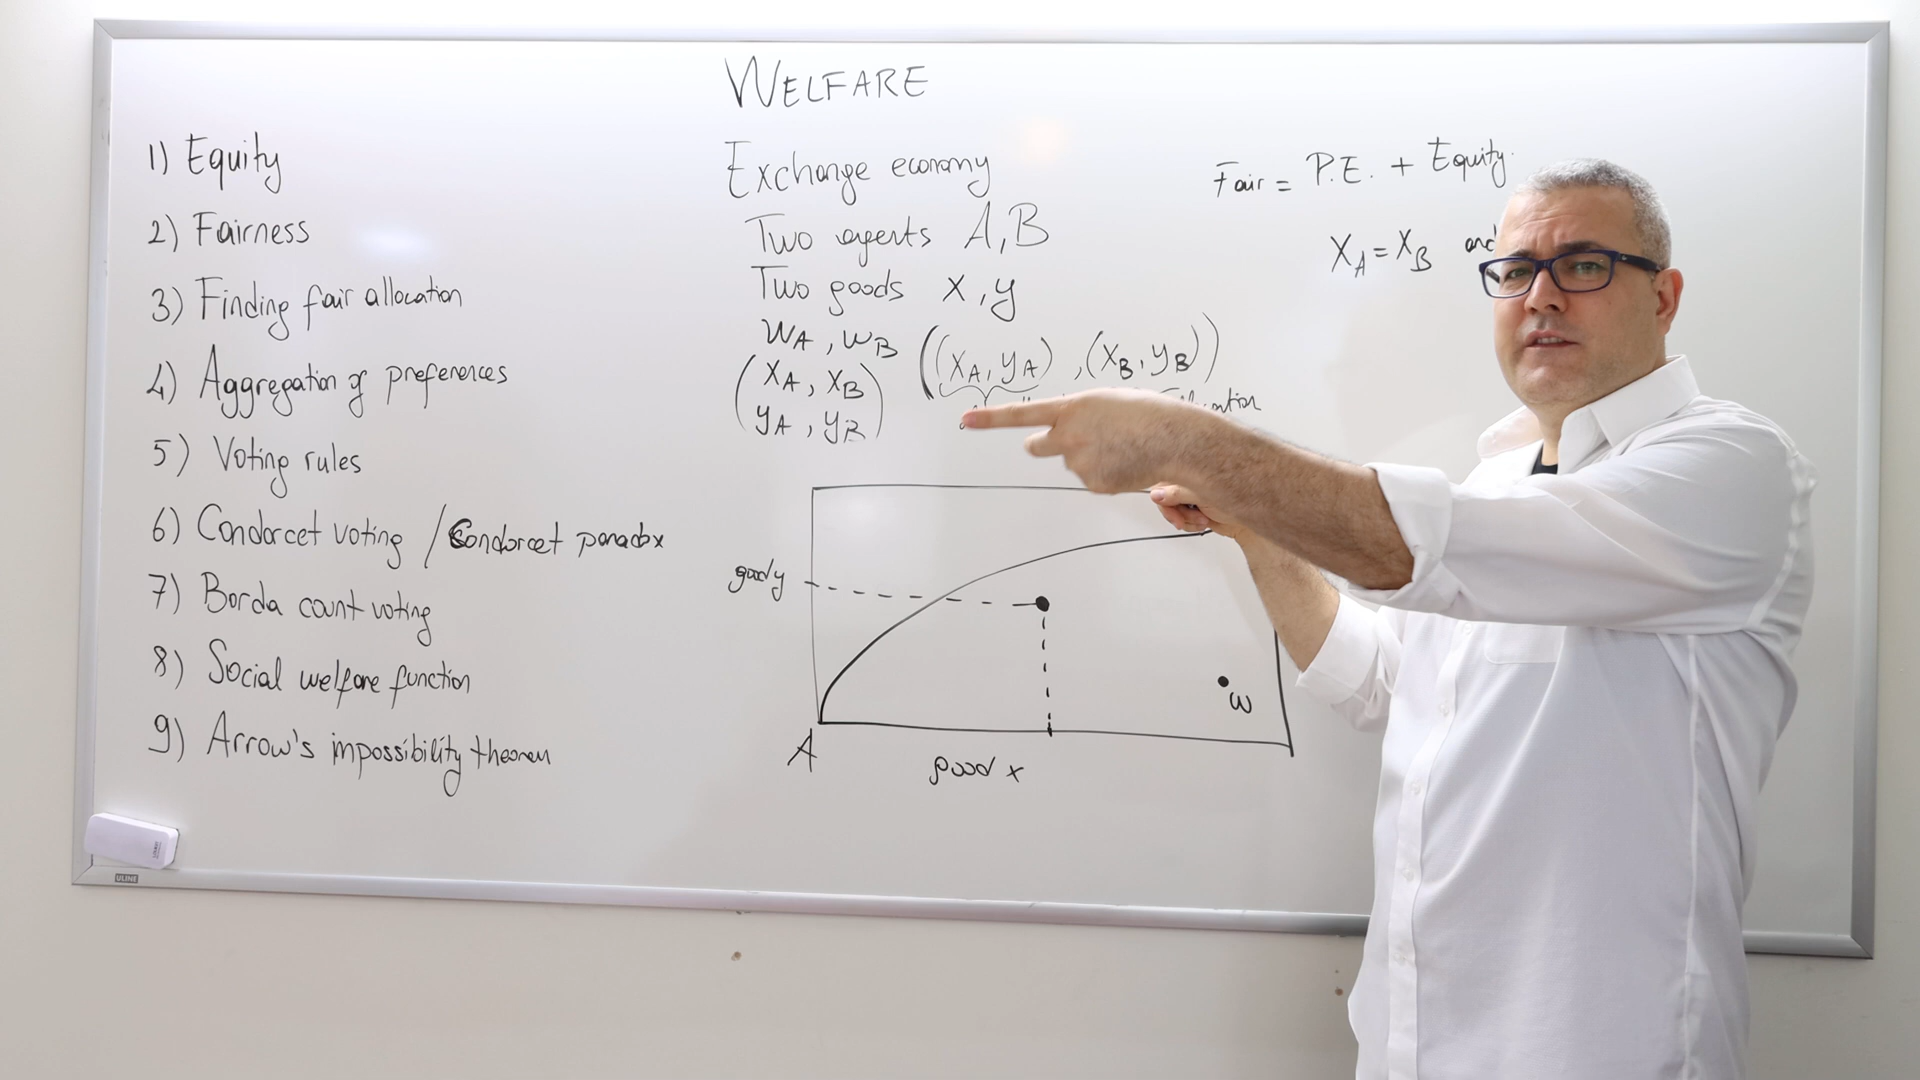 WELFARE
1) Equity
2) Fairness
3) Finding fair allocation
4) Aggregation of preferences
5) Voting rules
6) Condorcet voting / Condorcet paradox
7) Borda count voting
8) Social welfare function
9) Arrow's impossibility theorem
Exchange economy
Two agents A, B
Two goods x, y
WA, WB
(XA, XB
yA, yB)
((XA, yA), (XB, yB))
good y
W
A
good x
Fair = P.E. + Equity
XA = XB and
ULINE